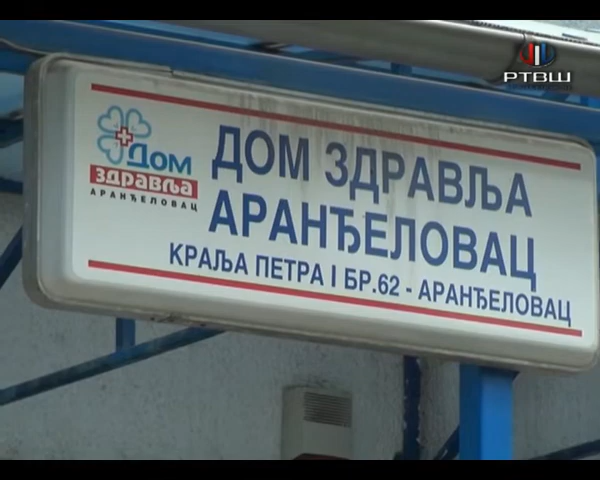 РТВШ
ДОМ
ЗДРАВЉА
АРАНЂЕЛОВАЦ
ДОМ ЗДРАВЉА
АРАНЂЕЛОВАЦ
КРАЉА ПЕТРА I БР.62 - АРАНЂЕЛОВАЦ